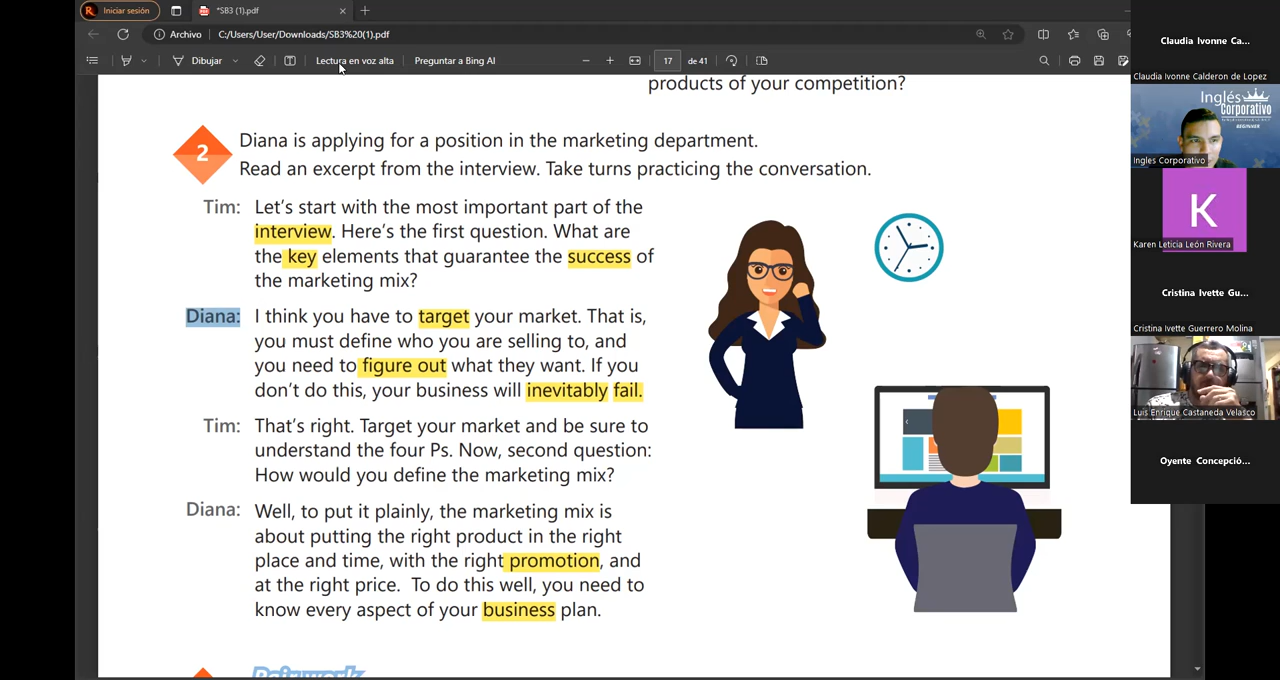 Iniciar sesión
*SB3 (1).pdf
Archivo
C:/Users/User/Downloads/SB3%20(1).pdf
Dibujar
Lectura en voz alta
Preguntar a Bing AI
17
de 41
products of your competition?
2
Diana is applying for a position in the marketing department.
Read an excerpt from the interview. Take turns practicing the conversation.
Tim: Let's start with the most important part of the
interview. Here's the first question. What are
the key elements that guarantee the success of
the marketing mix?
Diana: I think you have to target your market. That is,
you must define who you are selling to, and
you need to figure out what they want. If you
don't do this, your business will inevitably fail.
Tim: That's right. Target your market and be sure to
understand the four Ps. Now, second question:
How would you define the marketing mix?
Diana: Well, to put it plainly, the marketing mix is
about putting the right product in the right
place and time, with the right promotion, and
at the right price. To do this well, you need to
know every aspect of your business plan.
Claudia Ivonne Ca...
Claudia Ivonne Calderon de Lopez
Inglés
Corporativo
BEGINNER
Ingles Corporativo
K
Karen Leticia León Rivera
Cristina Ivette Gu...
Cristina Ivette Guerrero Molina
Luis Enrique Castaneda Velasco
Oyente Concepció...